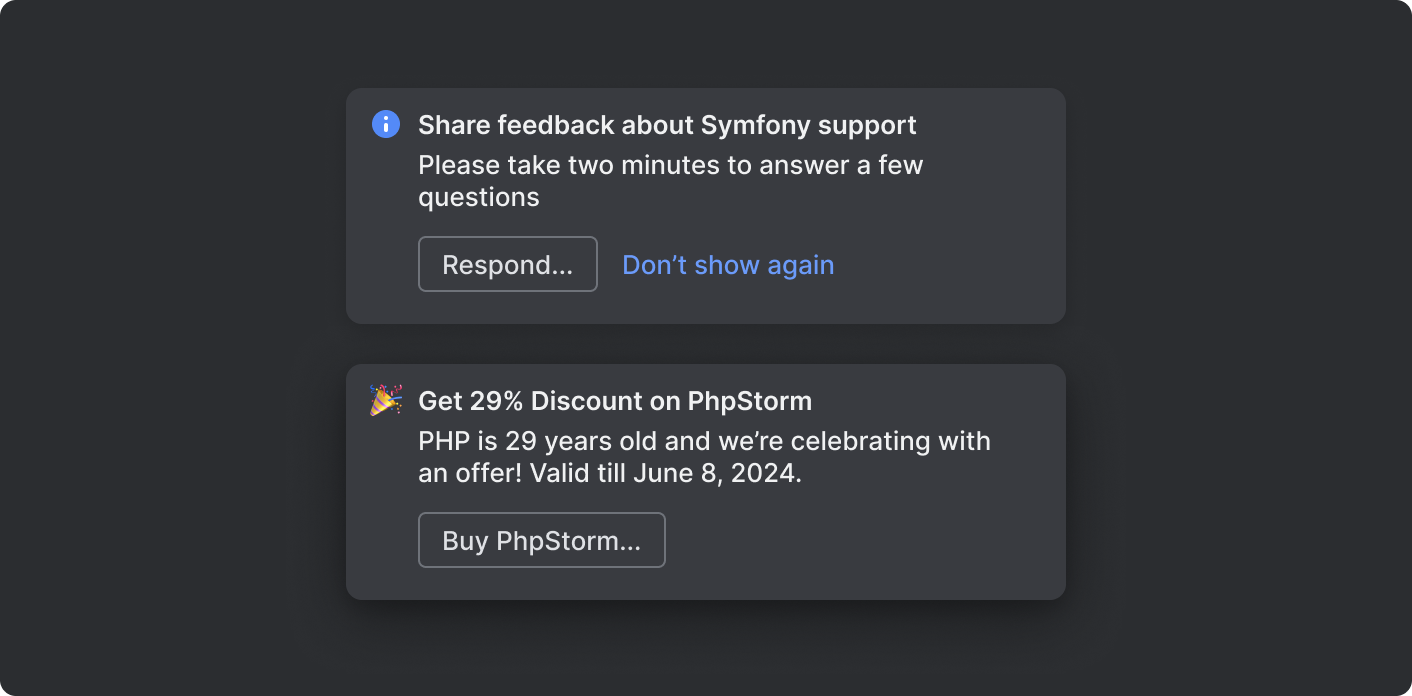 Share feedback about Symfony support
Please take two minutes to answer a few
questions
Respond...
Don’t show again
Get 29% Discount on PhpStorm
PHP is 29 years old and we’re celebrating with
an offer! Valid till June 8, 2024.
Buy PhpStorm...